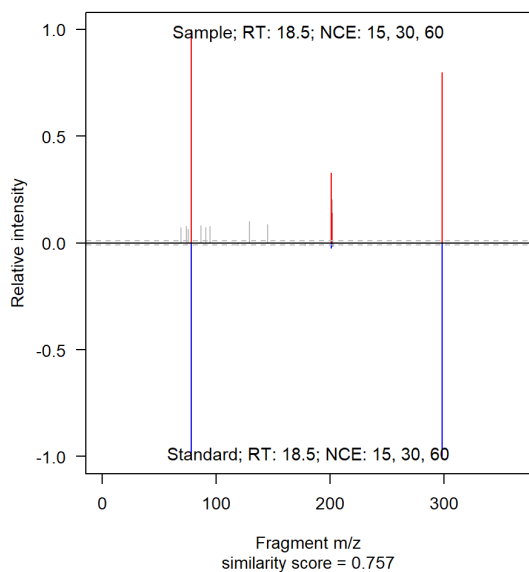 Sample; RT: 18.5; NCE: 15, 30, 60
1.0
0.5
0.0
-0.5
-1.0
Relative intensity
Standard; RT: 18.5; NCE: 15, 30, 60
0
100
200
300
Fragment m/z
similarity score = 0.757